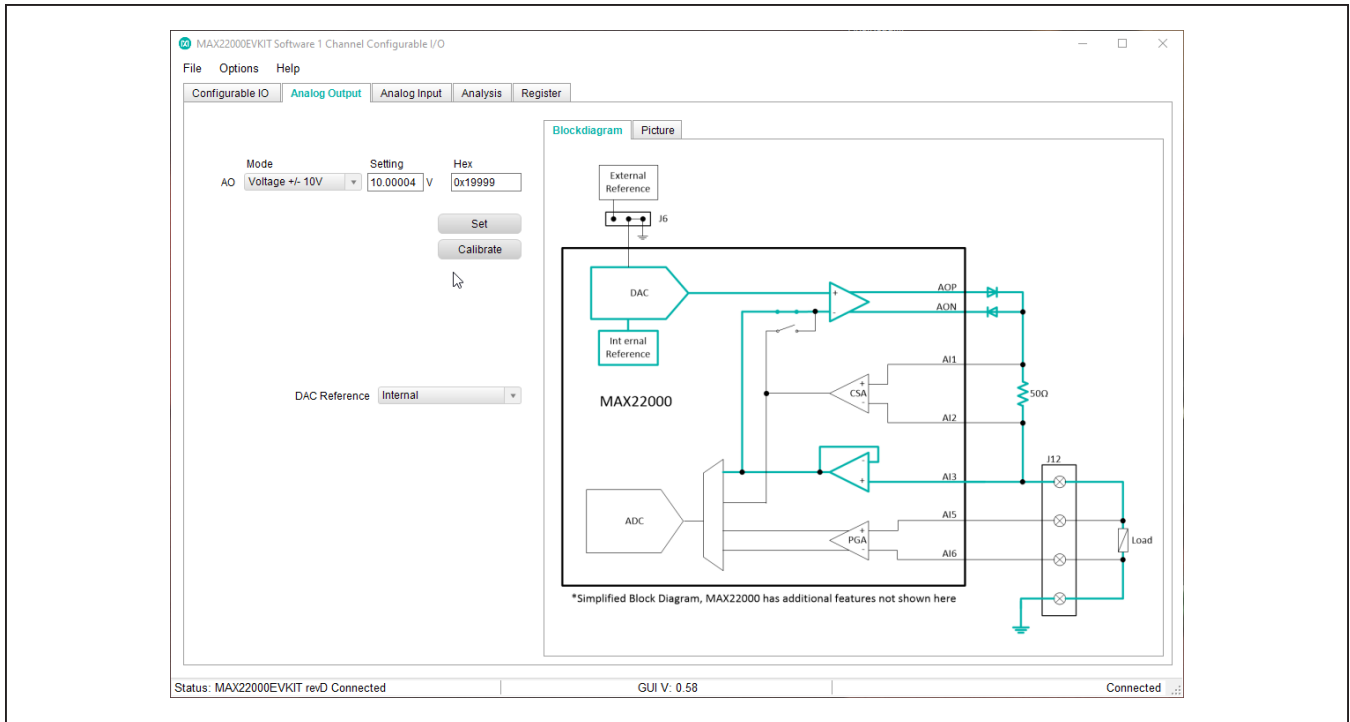 MAX22000EVKIT Software 1 Channel Configurable I/O
File Options Help
Configurable IO Analog Output Analog Input Analysis Register
Mode Setting Hex
AO Voltage +/- 10V 10.00004 V 0x19999
Set
Calibrate
DAC Reference Internal
Blockdiagram Picture
External
Reference
J6
DAC
AOP
AON
Int ernal
Reference
AI1
MAX22000
CSA
50Ω
AI2
J12
AI3
ADC
AI5
PGA
Load
AI6
*Simplified Block Diagram, MAX22000 has additional features not shown here
Status: MAX22000EVKIT revD Connected GUI V: 0.58 Connected